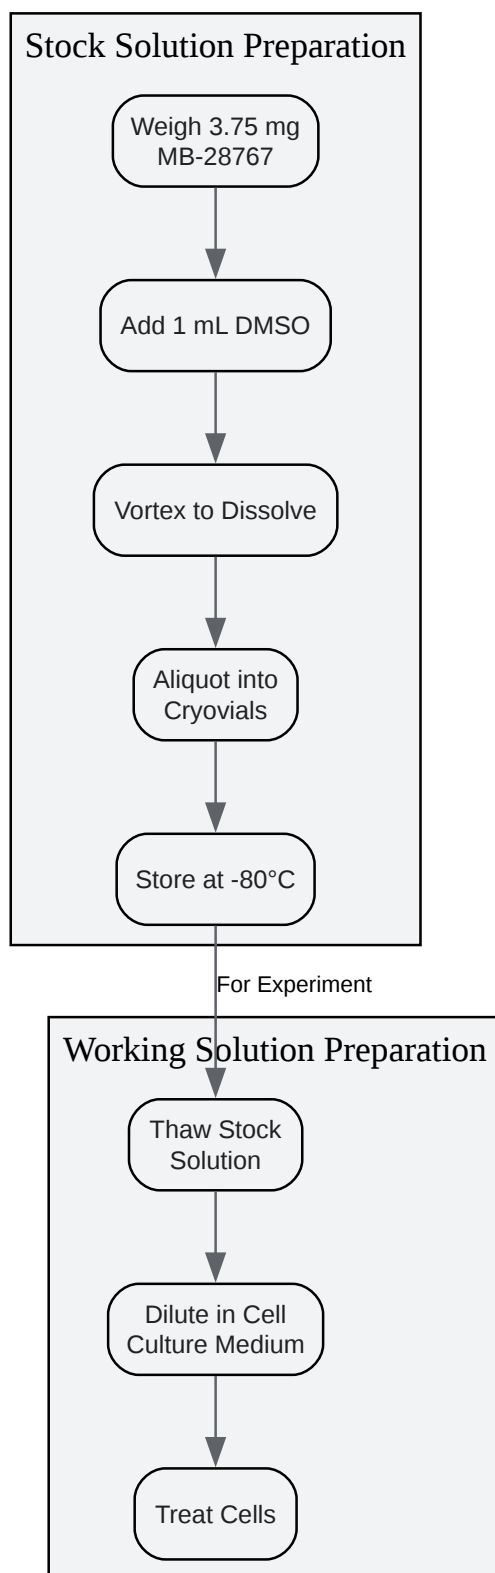 Stock Solution Preparation
Weigh 3.75 mg
MB-28767
Add 1 mL DMSO
Vortex to Dissolve
Aliquot into
Cryovials
Store at -80°C
For Experiment
Working Solution Preparation
Thaw Stock
Solution
Dilute in Cell
Culture Medium
Treat Cells